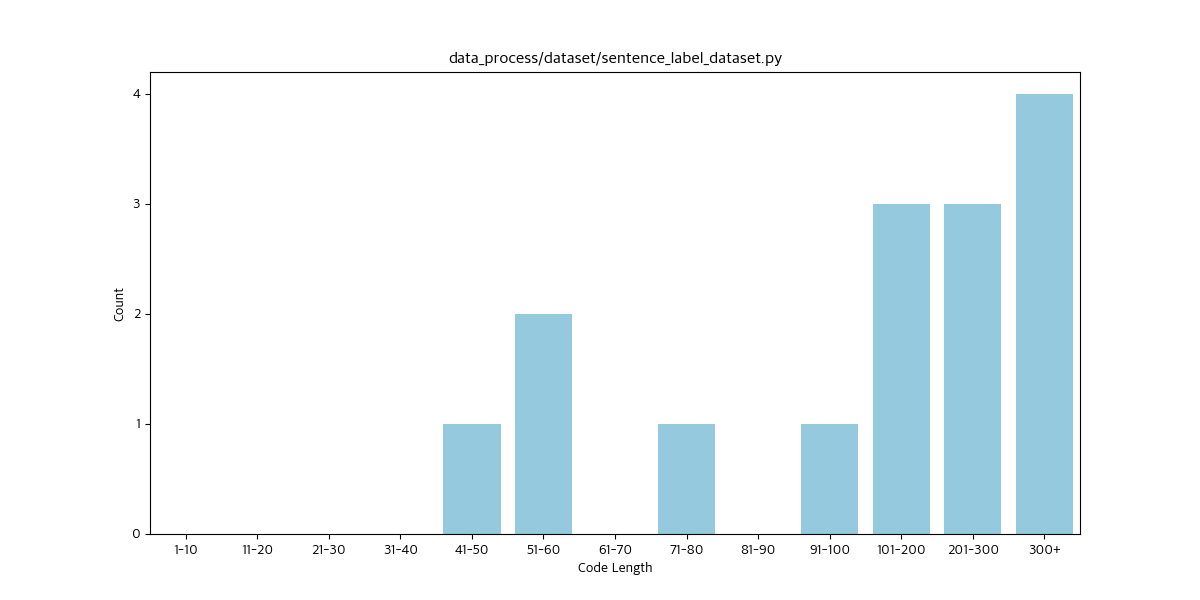 data_process/dataset/sentence_label_dataset.py
Count
4
3
2
1
0
1-10 11-20 21-30 31-40 41-50 51-60 61-70 71-80 81-90 91-100 101-200 201-300 300+
Code Length